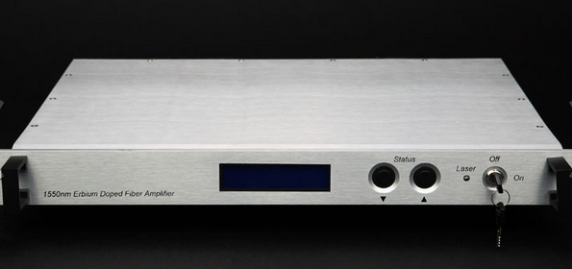 1550nm Erbium Doped Fiber Amplifier
Status
▼ ▲
Laser
Off
On